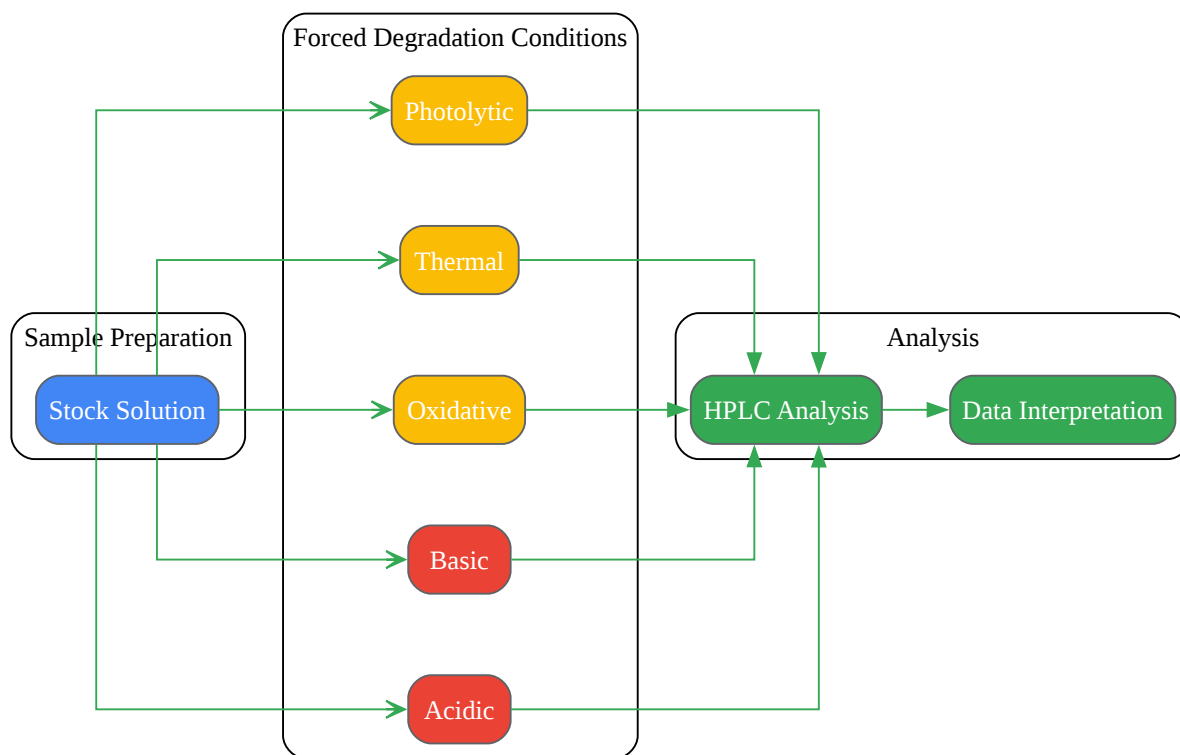 Forced Degradation Conditions
Photolytic
Thermal
Sample Preparation
Analysis
Stock Solution
Oxidative
HPLC Analysis
Data Interpretation
Basic
Acidic